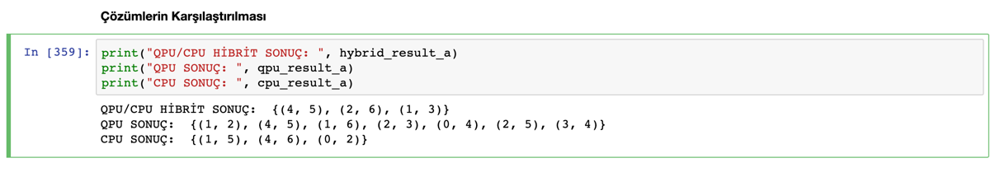 Çözümlerin Karşılaştırılması
In [359]: print("QPU/CPU HİBRİT SONUÇ: ", hybrid_result_a)
print("QPU SONUÇ: ", qpu_result_a)
print("CPU SONUÇ: ", cpu_result_a)
QPU/CPU HİBRİT SONUÇ:  {(4, 5), (2, 6), (1, 3)}
QPU SONUÇ:  {(1, 2), (4, 5), (1, 6), (2, 3), (0, 4), (2, 5), (3, 4)}
CPU SONUÇ:  {(1, 5), (4, 6), (0, 2)}